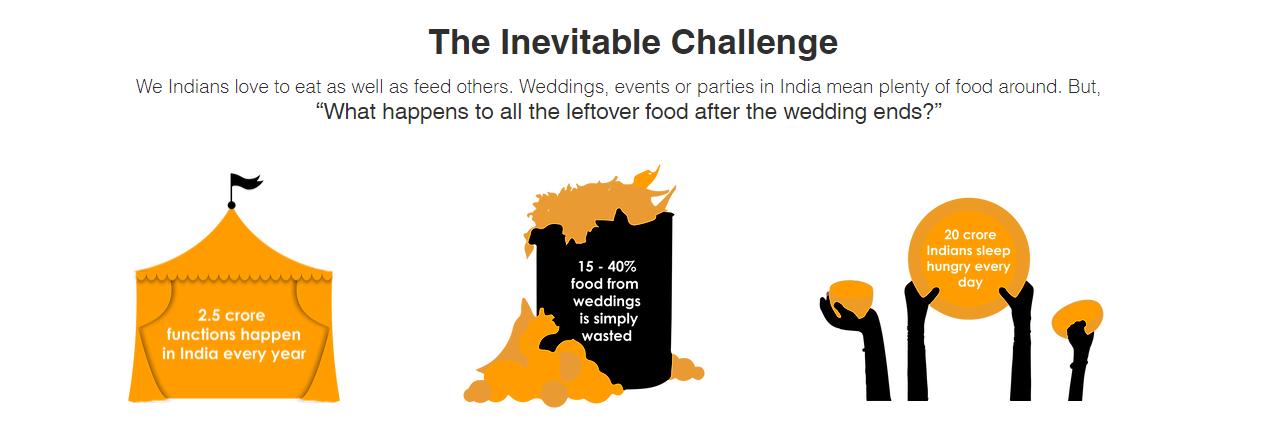 The Inevitable Challenge
We Indians love to eat as well as feed others. Weddings, events or parties in India mean plenty of food around. But,
“What happens to all the leftover food after the wedding ends?”
2.5 crore
functions happen
in India every year
15 - 40%
food from
weddings
is simply
wasted
20 crore
Indians sleep
hungry every
day